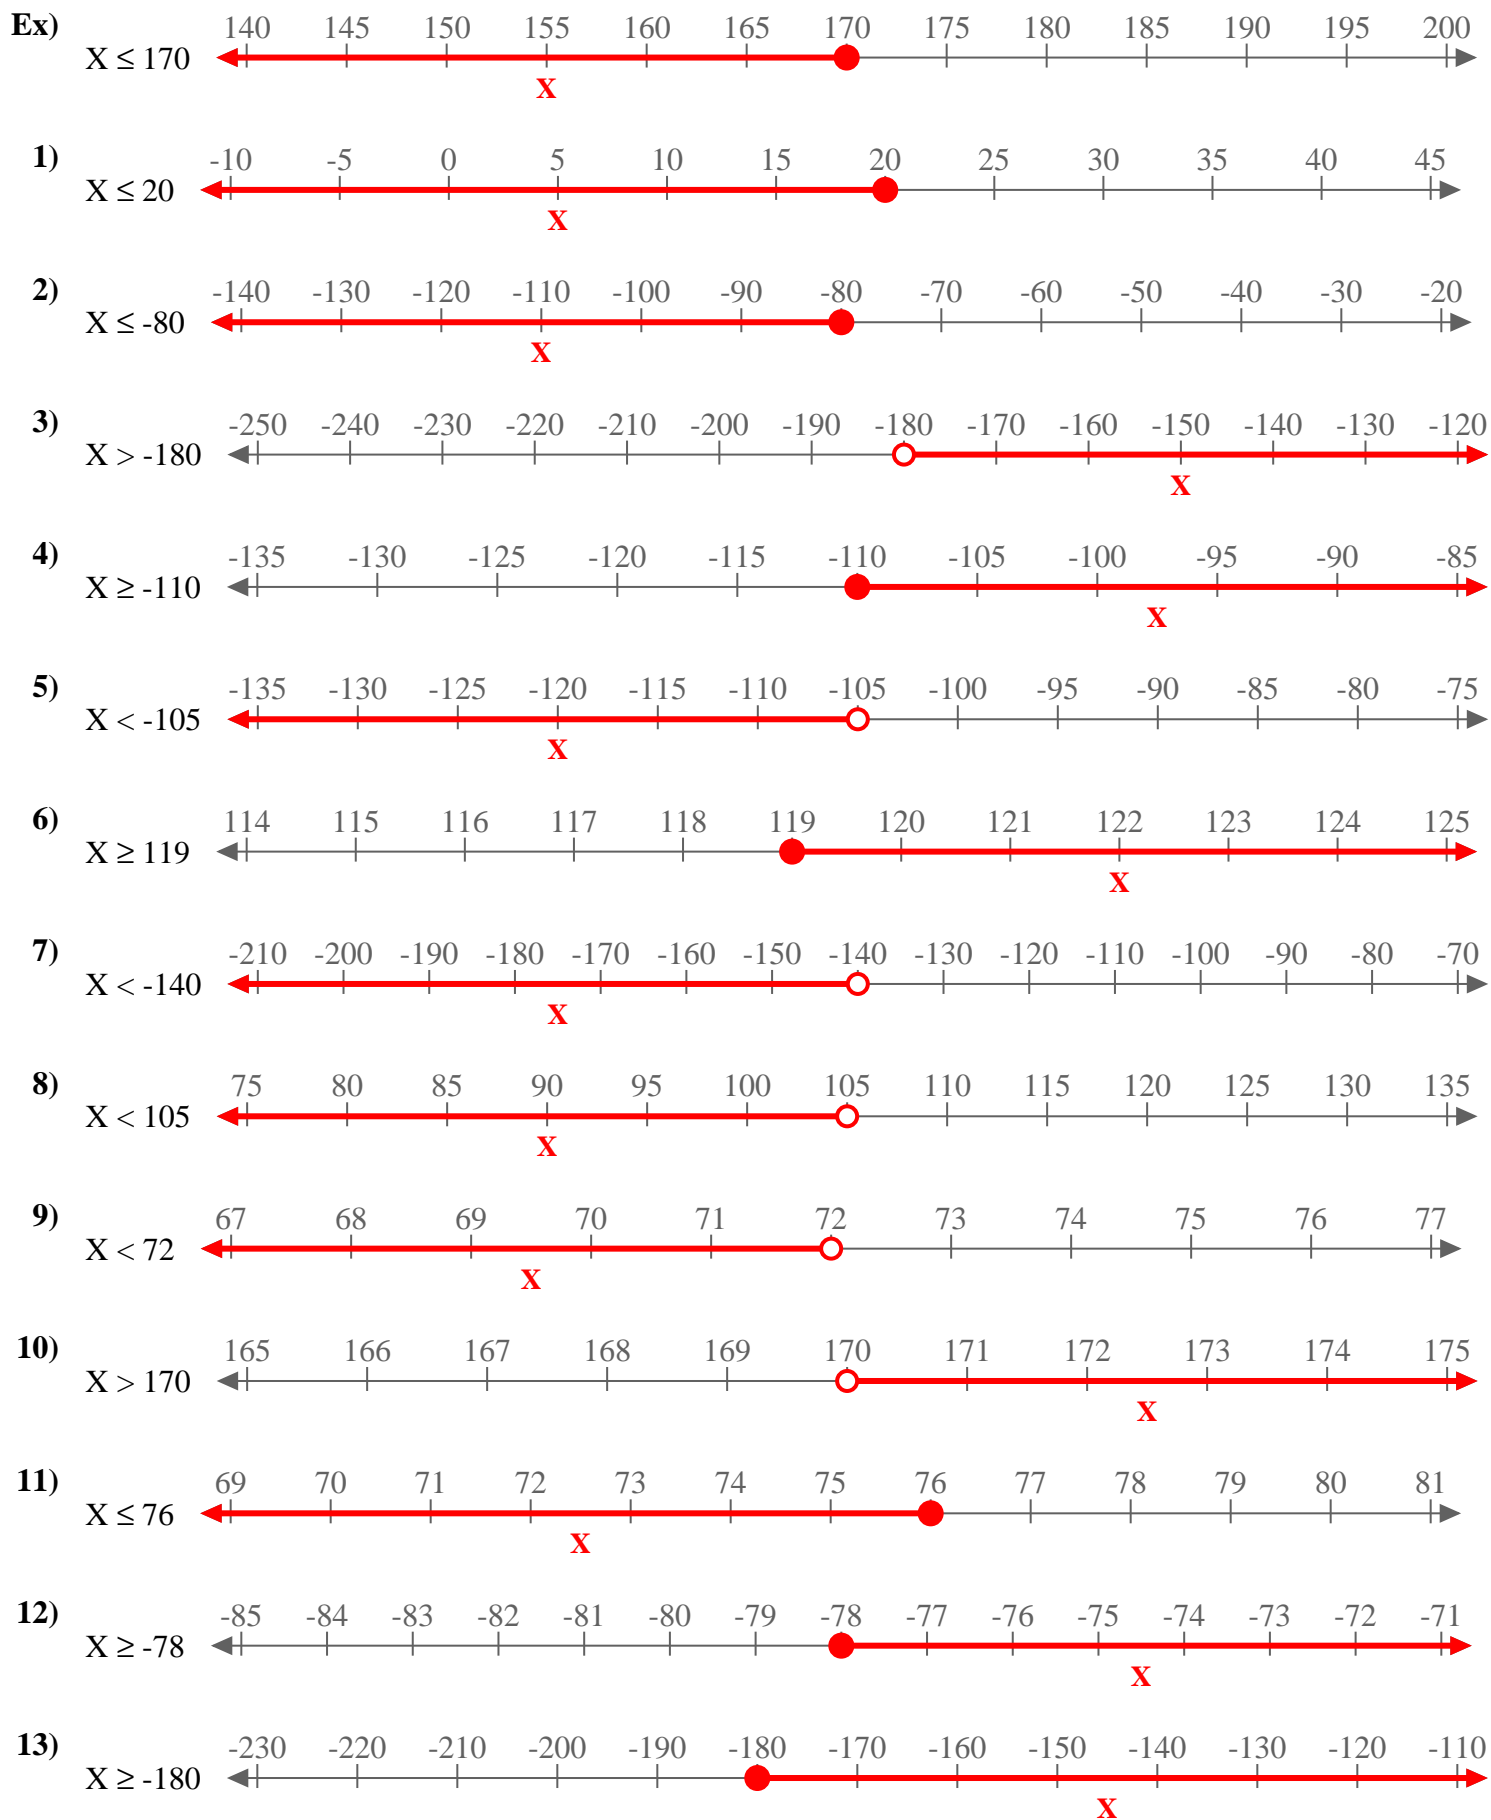 Ex) 140 145 150 155 160 165 170 175 180 185 190 195 200
X ≤ 170
X
1) -10 -5 0 5 10 15 20 25 30 35 40 45
X ≤ 20
X
2) -140 -130 -120 -110 -100 -90 -80 -70 -60 -50 -40 -30 -20
X ≤ -80
X
3) -250 -240 -230 -220 -210 -200 -190 -180 -170 -160 -150 -140 -130 -120
X > -180
X
4) -135 -130 -125 -120 -115 -110 -105 -100 -95 -90 -85
X ≥ -110
X
5) -135 -130 -125 -120 -115 -110 -105 -100 -95 -90 -85 -80 -75
X < -105
X
6) 114 115 116 117 118 119 120 121 122 123 124 125
X ≥ 119
X
7) -210 -200 -190 -180 -170 -160 -150 -140 -130 -120 -110 -100 -90 -80 -70
X < -140
X
8) 75 80 85 90 95 100 105 110 115 120 125 130 135
X < 105
X
9) 67 68 69 70 71 72 73 74 75 76 77
X < 72
X
10) 165 166 167 168 169 170 171 172 173 174 175
X > 170
X
11) 69 70 71 72 73 74 75 76 77 78 79 80 81
X ≤ 76
X
12) -85 -84 -83 -82 -81 -80 -79 -78 -77 -76 -75 -74 -73 -72 -71
X ≥ -78
X
13) -230 -220 -210 -200 -190 -180 -170 -160 -150 -140 -130 -120 -110
X ≥ -180
X